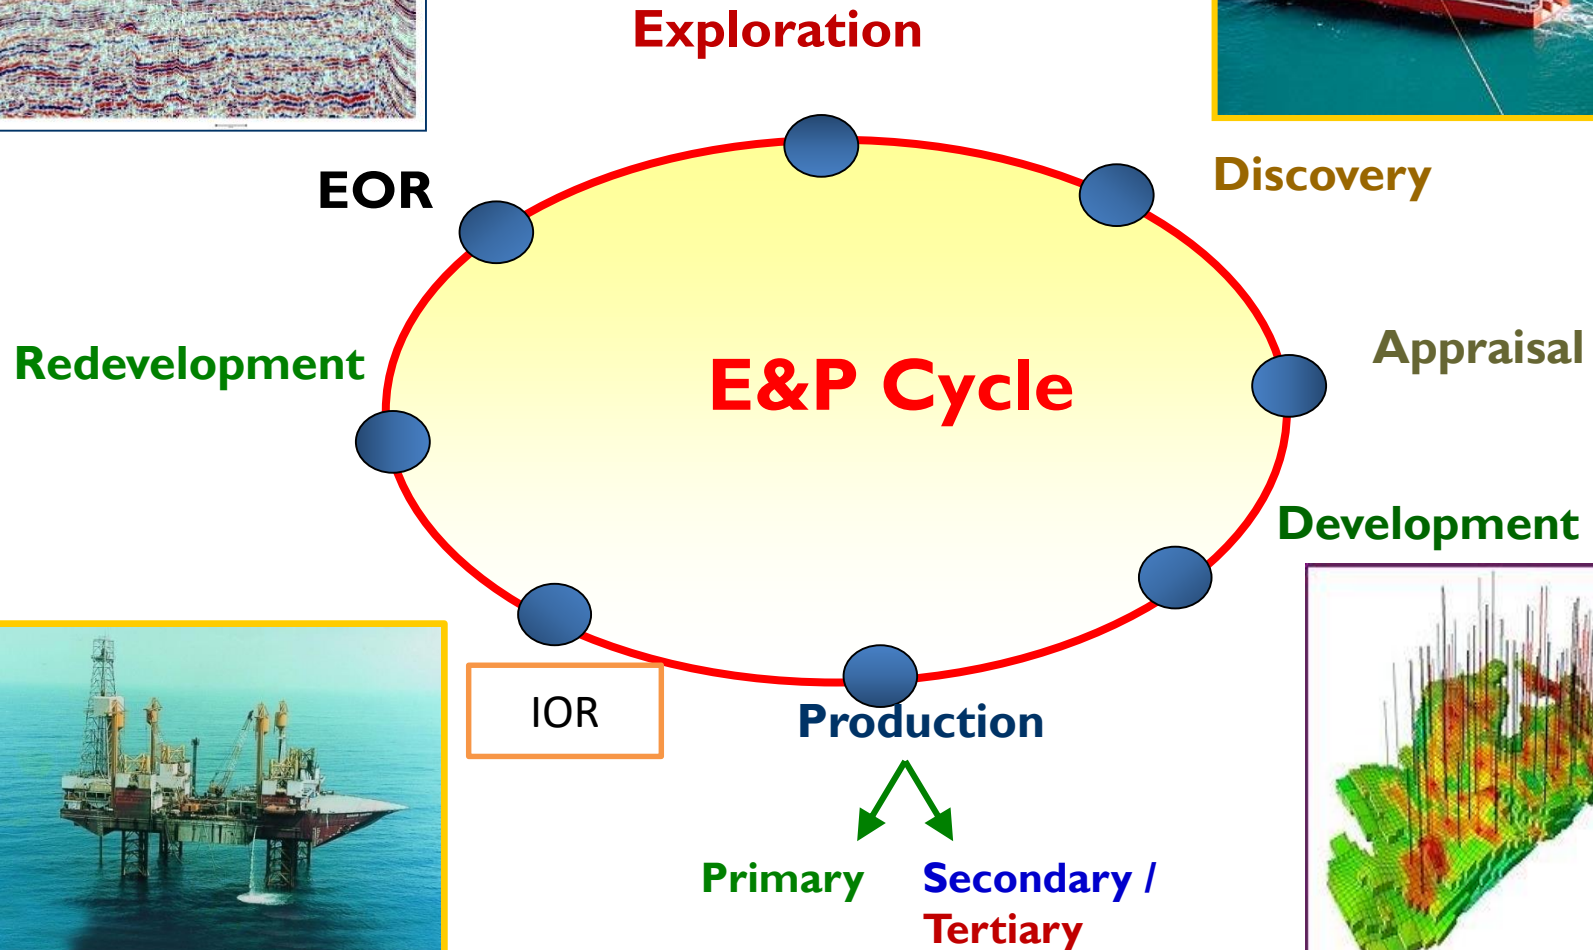 Exploration
EOR
Discovery
Redevelopment
E&P Cycle
Appraisal
Development
IOR
Production
Primary
Secondary /
Tertiary